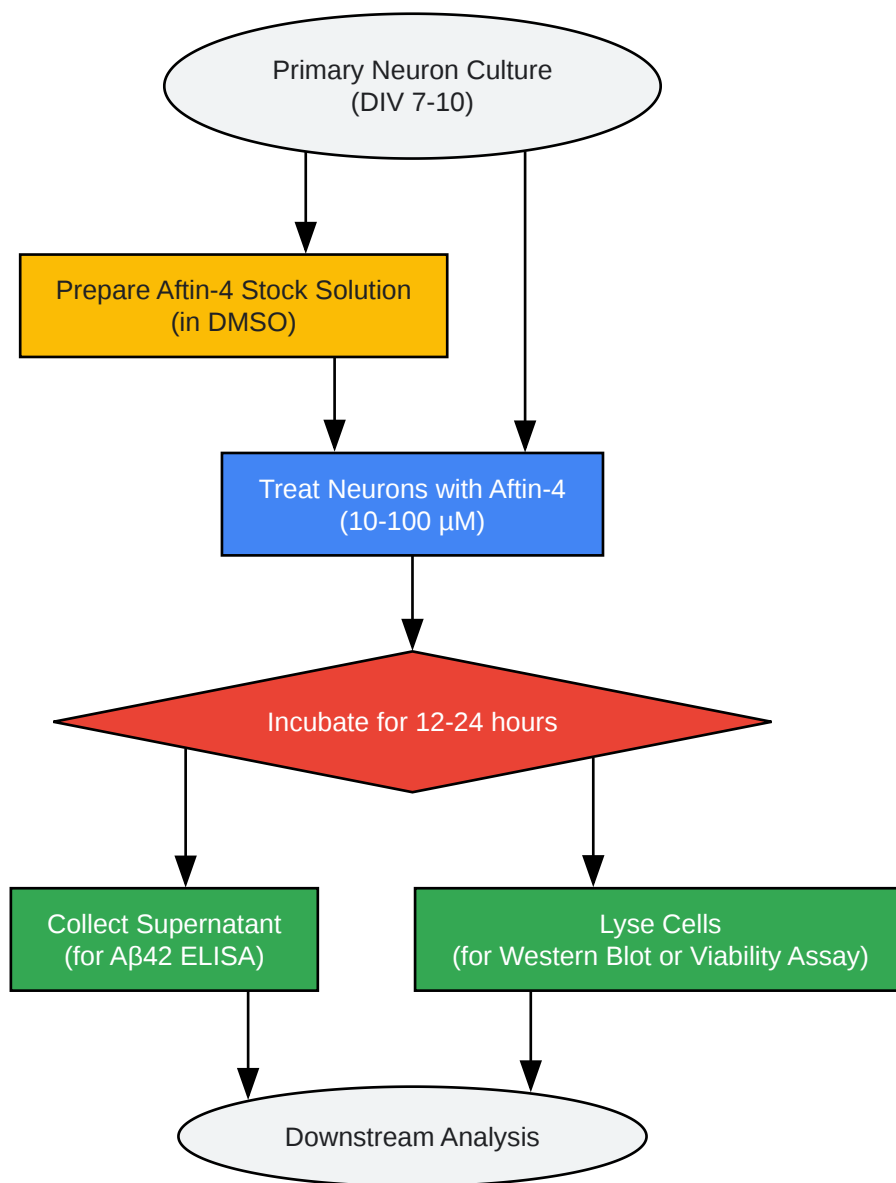 Primary Neuron Culture
(DIV 7-10)
Prepare Aftin-4 Stock Solution
(in DMSO)
Treat Neurons with Aftin-4
(10-100 µM)
Incubate for 12-24 hours
Collect Supernatant
(for Aβ42 ELISA)
Lyse Cells
(for Western Blot or Viability Assay)
Downstream Analysis